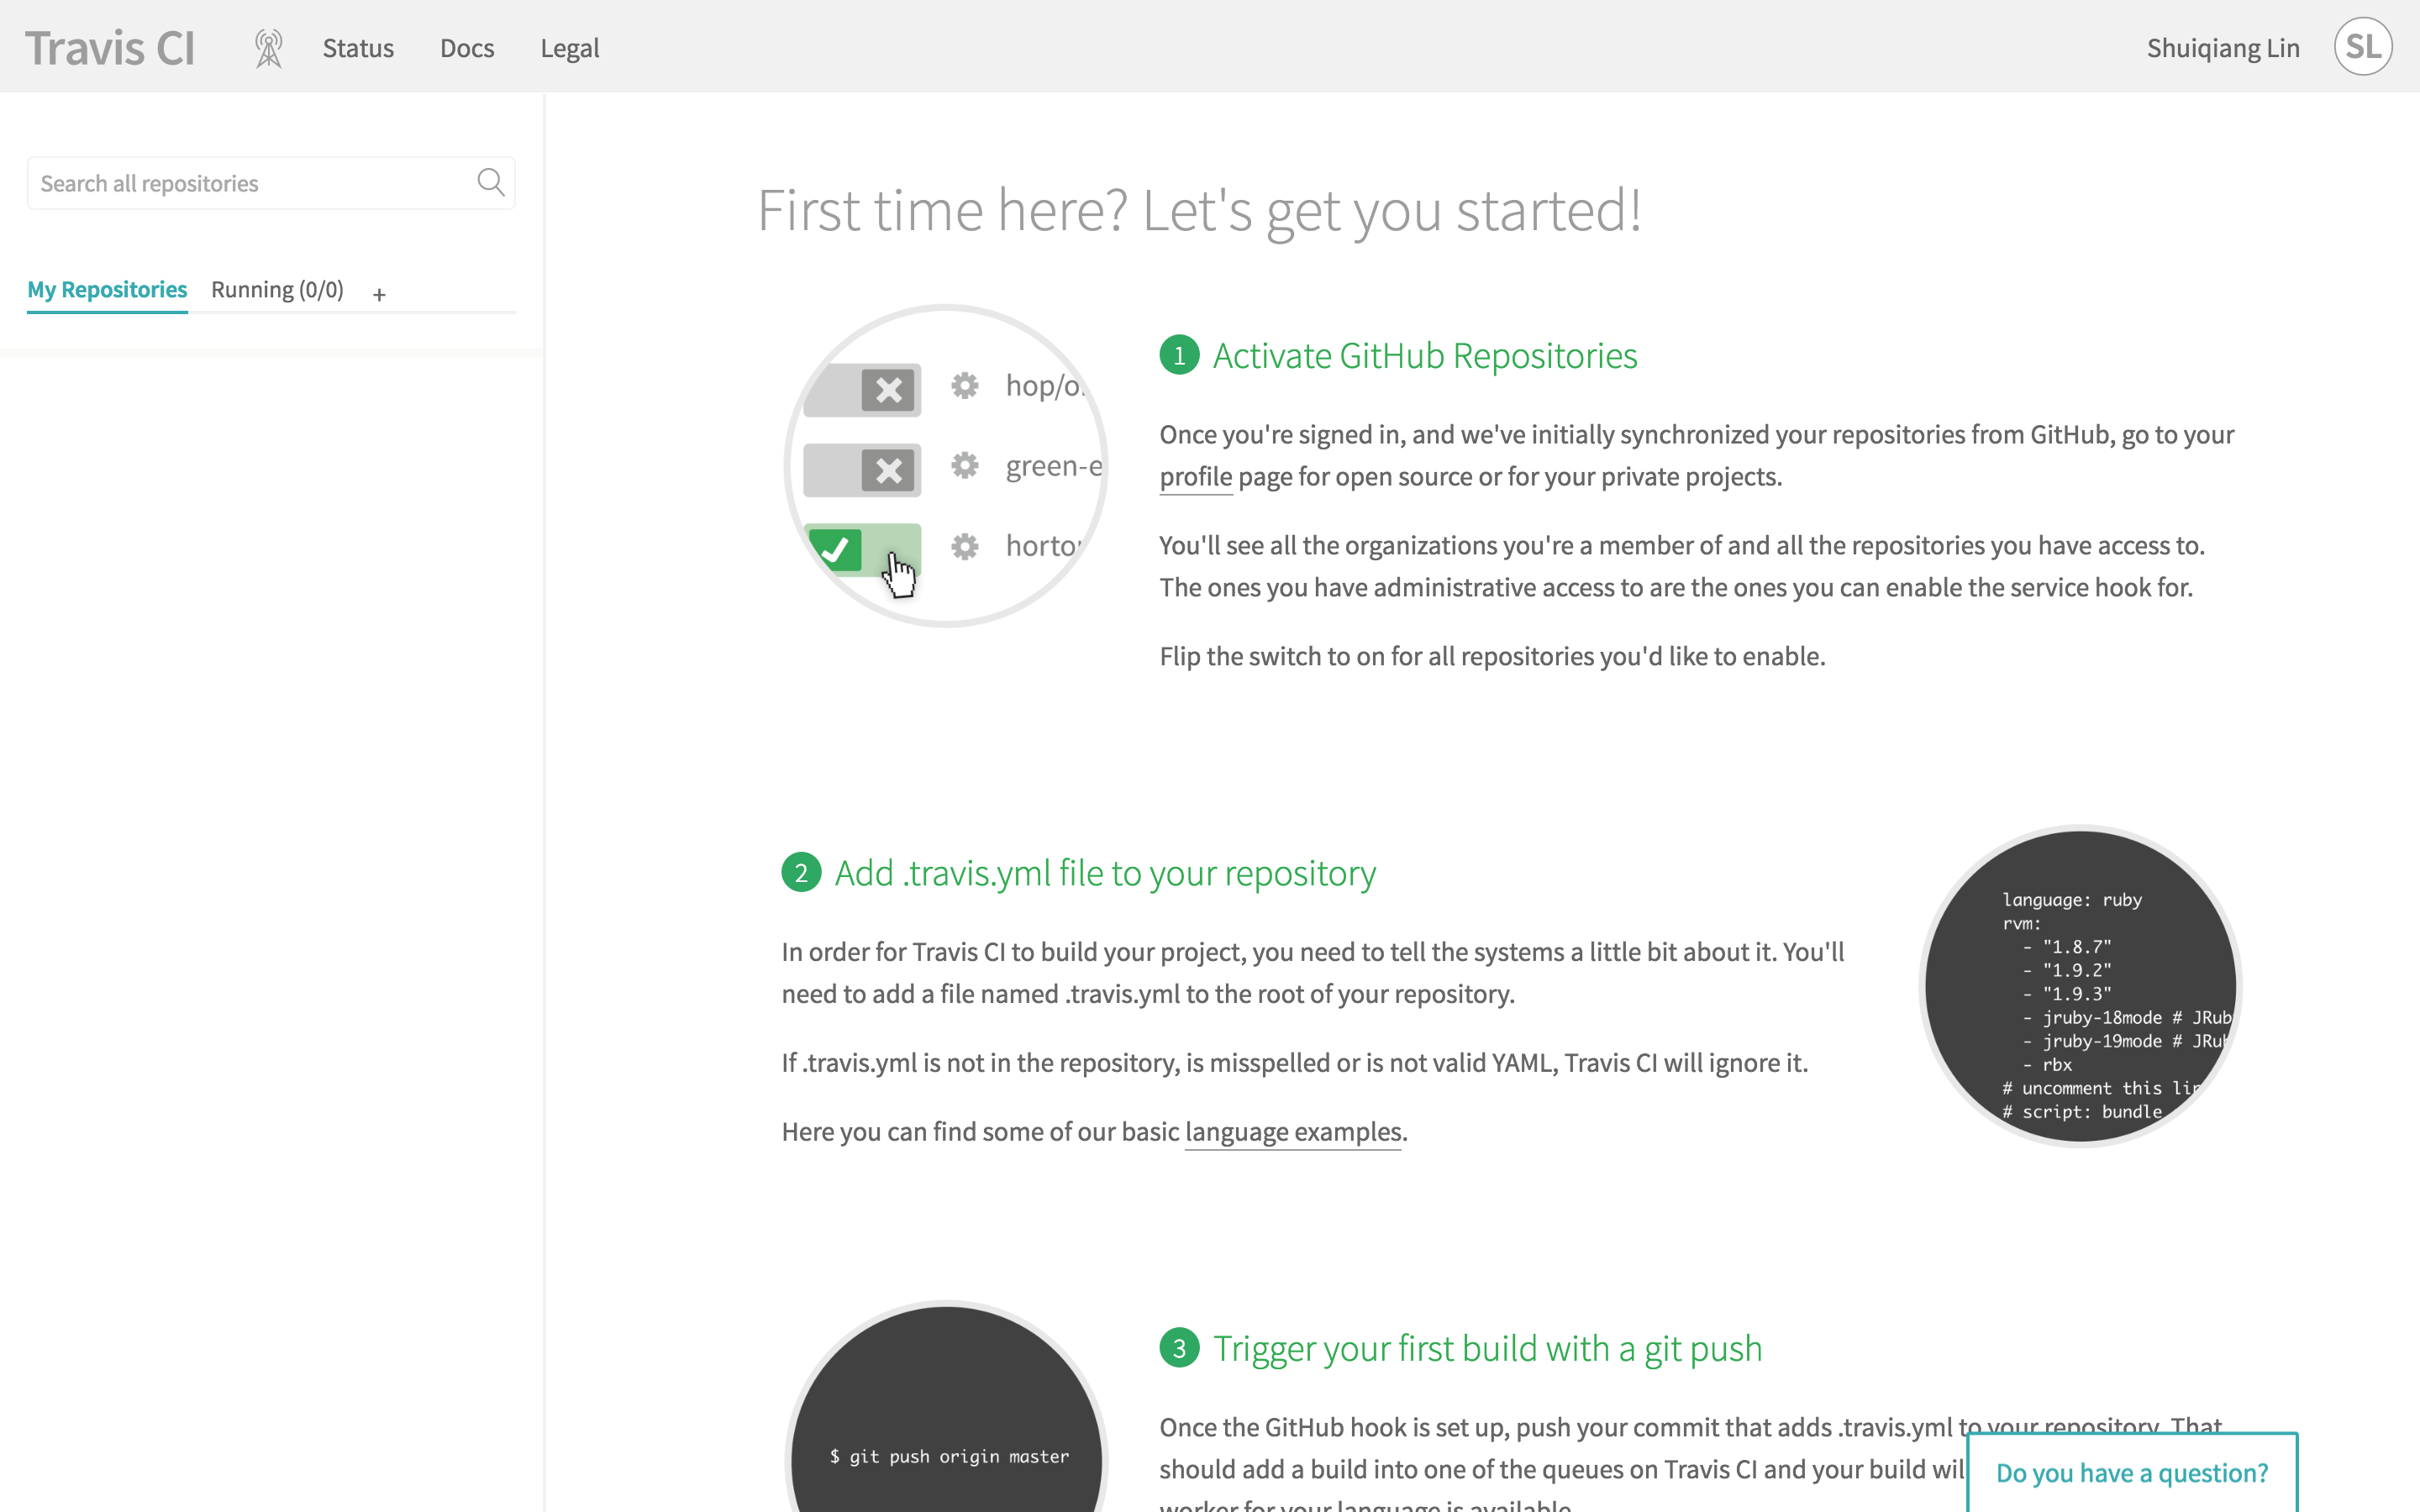 Travis CI
Status
Docs
Legal
Shuiqiang Lin
SL
Search all repositories
My Repositories
Running (0/0)
+
First time here? Let's get you started!
hop/o
green-e
horto
1 Activate GitHub Repositories
Once you're signed in, and we've initially synchronized your repositories from GitHub, go to your
profile page for open source or for your private projects.
You'll see all the organizations you're a member of and all the repositories you have access to.
The ones you have administrative access to are the ones you can enable the service hook for.
Flip the switch to on for all repositories you'd like to enable.
2 Add .travis.yml file to your repository
In order for Travis CI to build your project, you need to tell the systems a little bit about it. You'll
need to add a file named .travis.yml to the root of your repository.
If .travis.yml is not in the repository, is misspelled or is not valid YAML, Travis CI will ignore it.
Here you can find some of our basic language examples.
language: ruby
rvm:
- "1.8.7"
- "1.9.2"
- "1.9.3"
- jruby-18mode # JRub
- jruby-19mode # JRub
- rbx
# uncomment this lin
# script: bundle
$ git push origin master
3 Trigger your first build with a git push
Once the GitHub hook is set up, push your commit that adds .travis.yml to your repository. That
should add a build into one of the queues on Travis CI and your build wil
worker for your language is available.
Do you have a question?